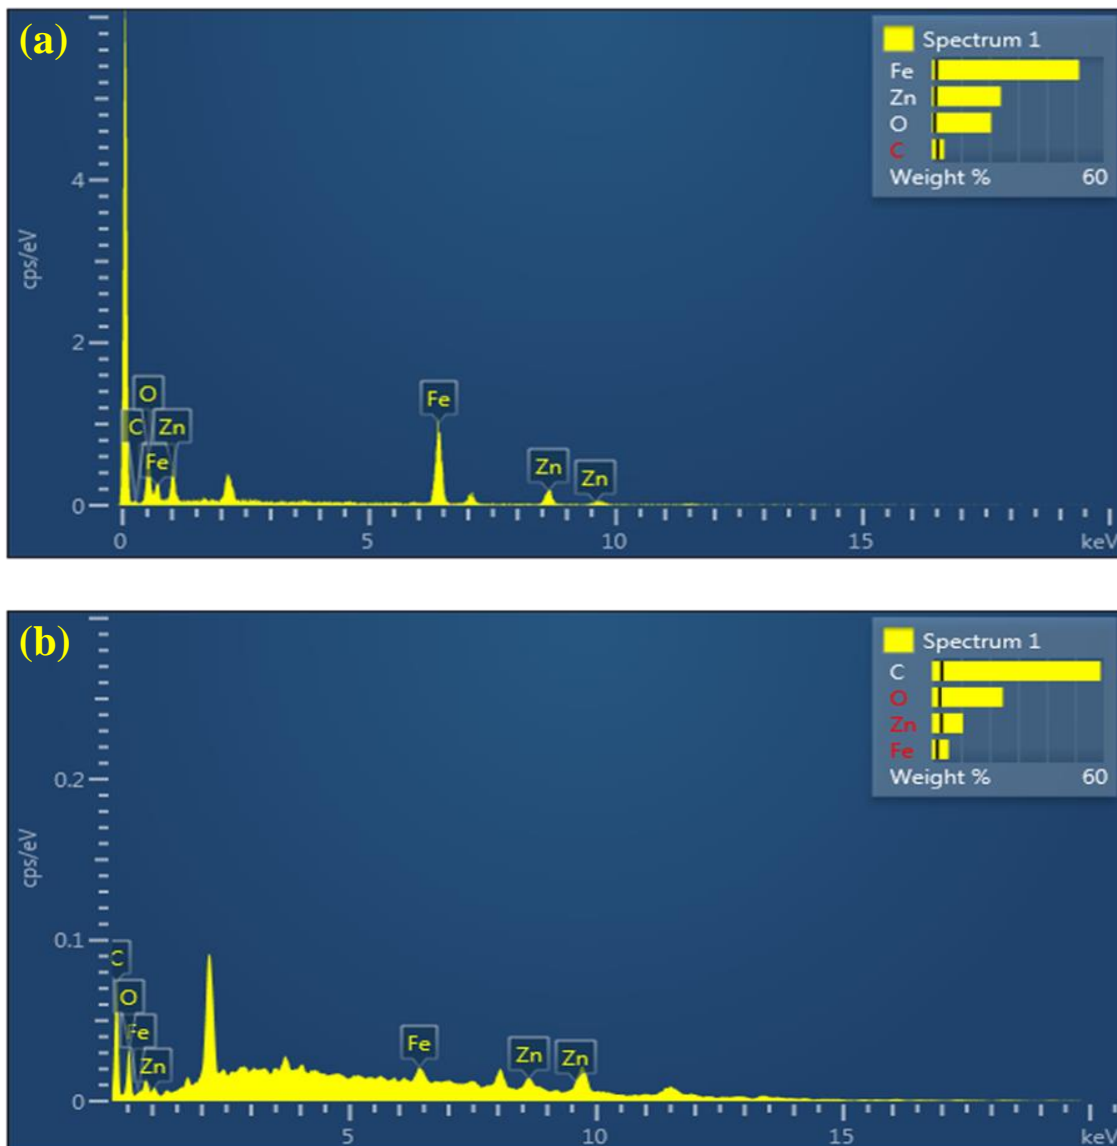 (a)
Spectrum 1
Fe
Zn
O
C
Weight % 60
cps/eV
4
2
0
O
C
Zn
Fe
Fe
Zn
Zn
0 5 10 15 keV
(b)
Spectrum 1
C
O
Zn
Fe
Weight % 60
cps/eV
0.2
0.1
0
C
O
Fe
Zn
Fe
Zn
Zn
5 10 15 keV